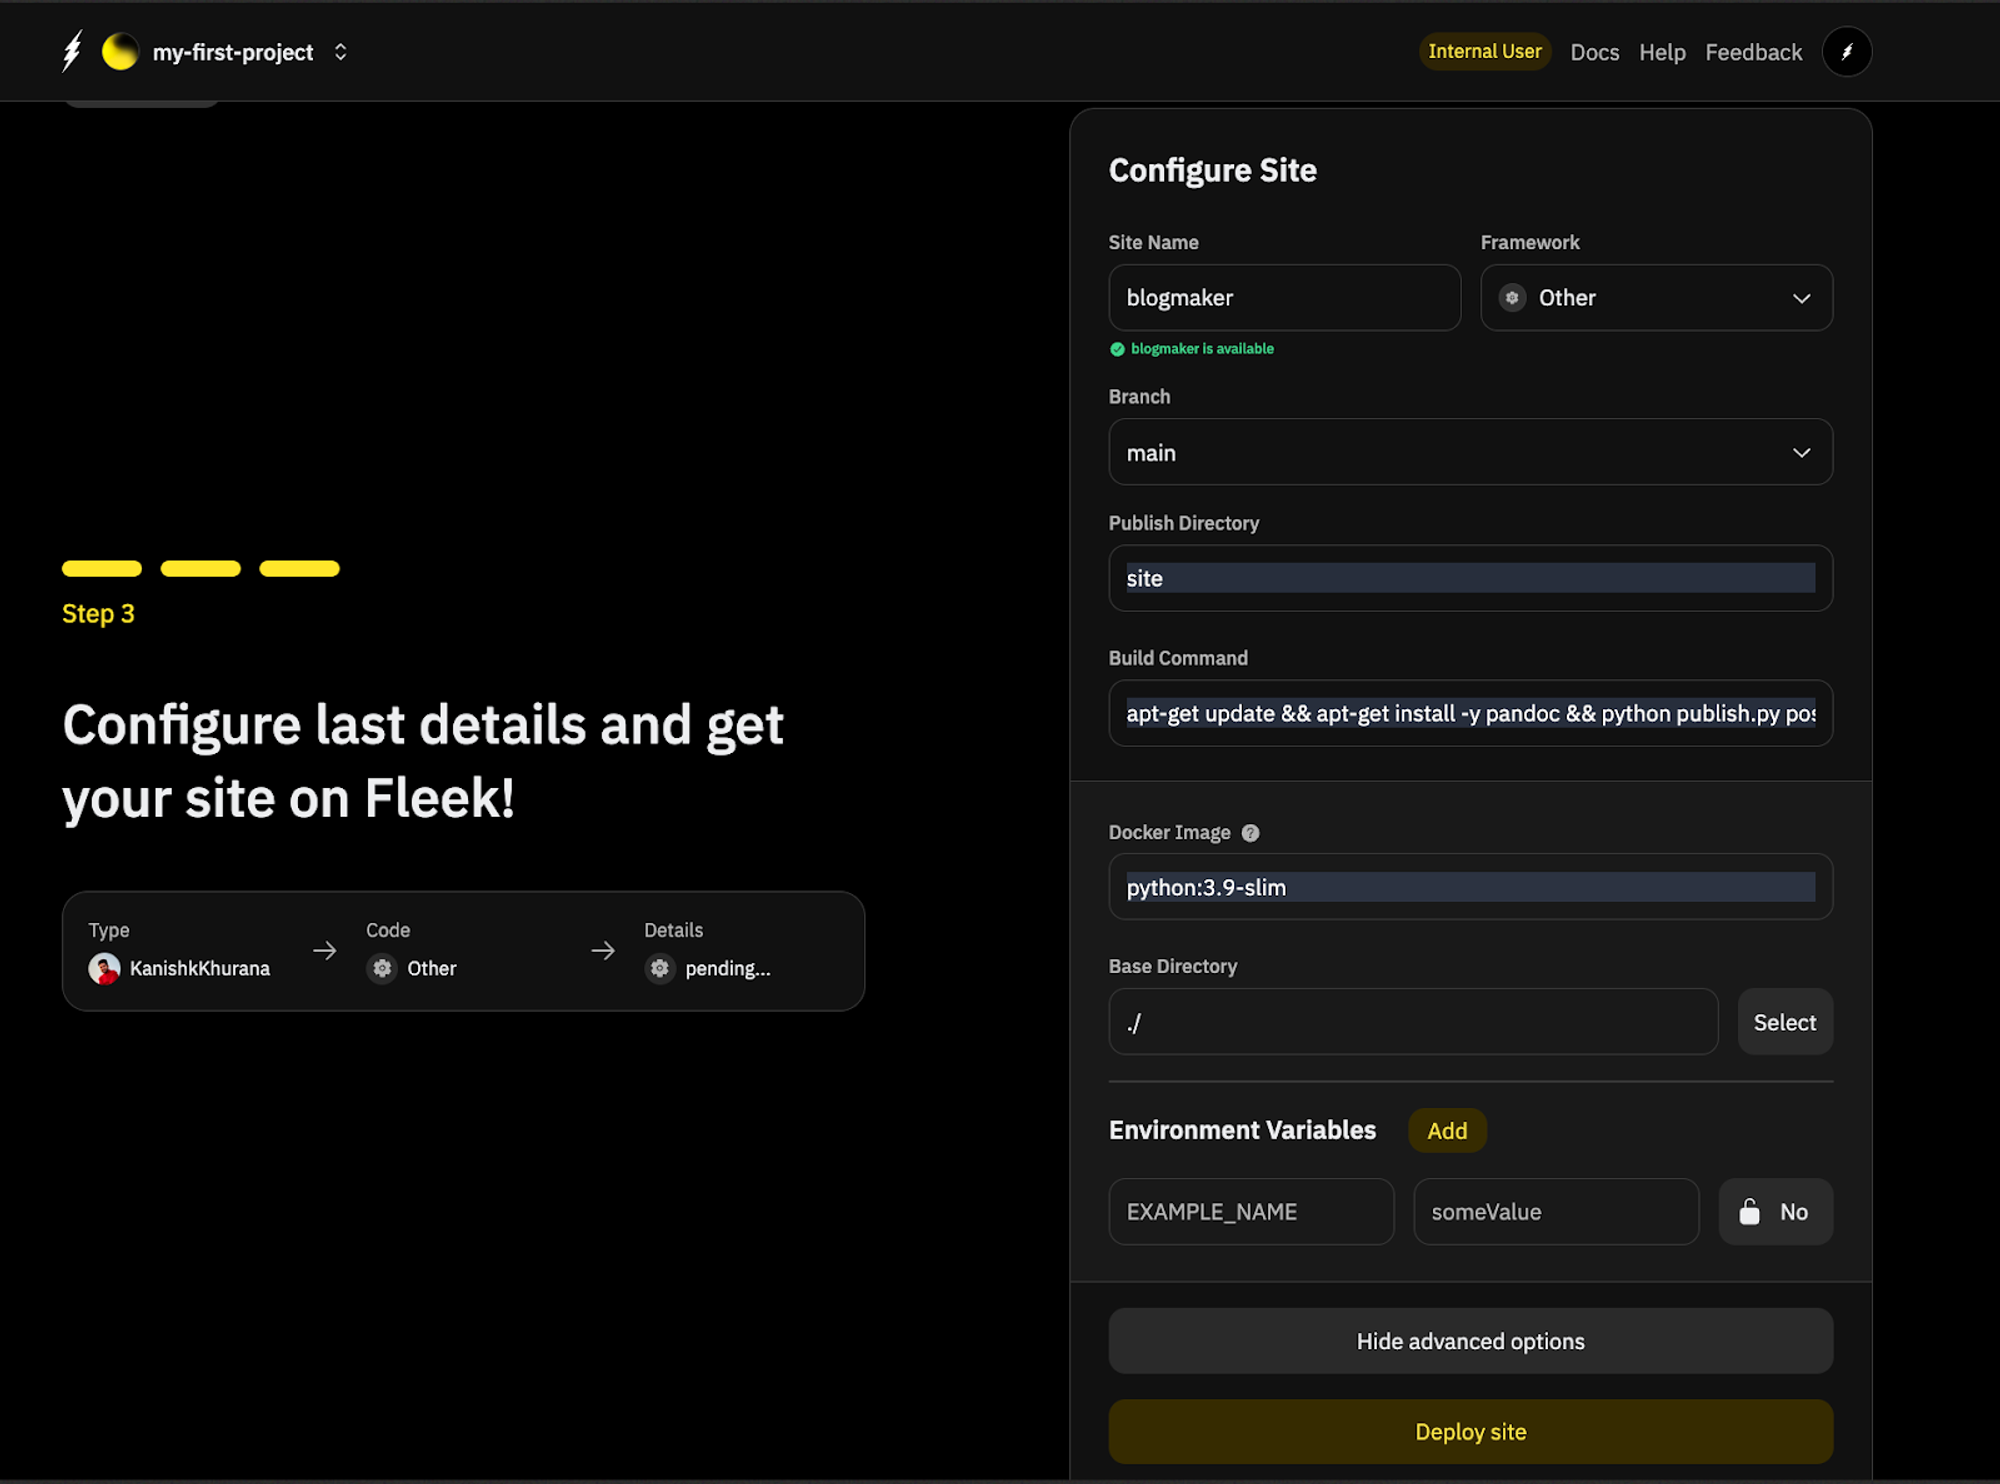 my-first-project
Internal User
Docs
Help
Feedback
Step 3
Configure last details and get
your site on Fleek!
Type
KanishkKhurana
Code
Other
Details
pending...
Configure Site
Site Name
Framework
blogmaker
Other
blogmaker is available
Branch
main
Publish Directory
site
Build Command
apt-get update && apt-get install -y pandoc && python publish.py pos
Docker Image ?
python:3.9-slim
Base Directory
./
Select
Environment Variables
Add
EXAMPLE_NAME
someValue
No
Hide advanced options
Deploy site